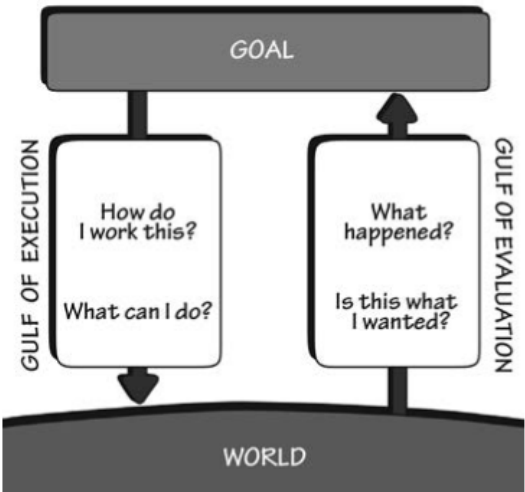 GOAL
GULF OF EXECUTION
How do
I work this?
What can I do?
What
happened?
Is this what
I wanted?
GULF OF EVALUATION
WORLD